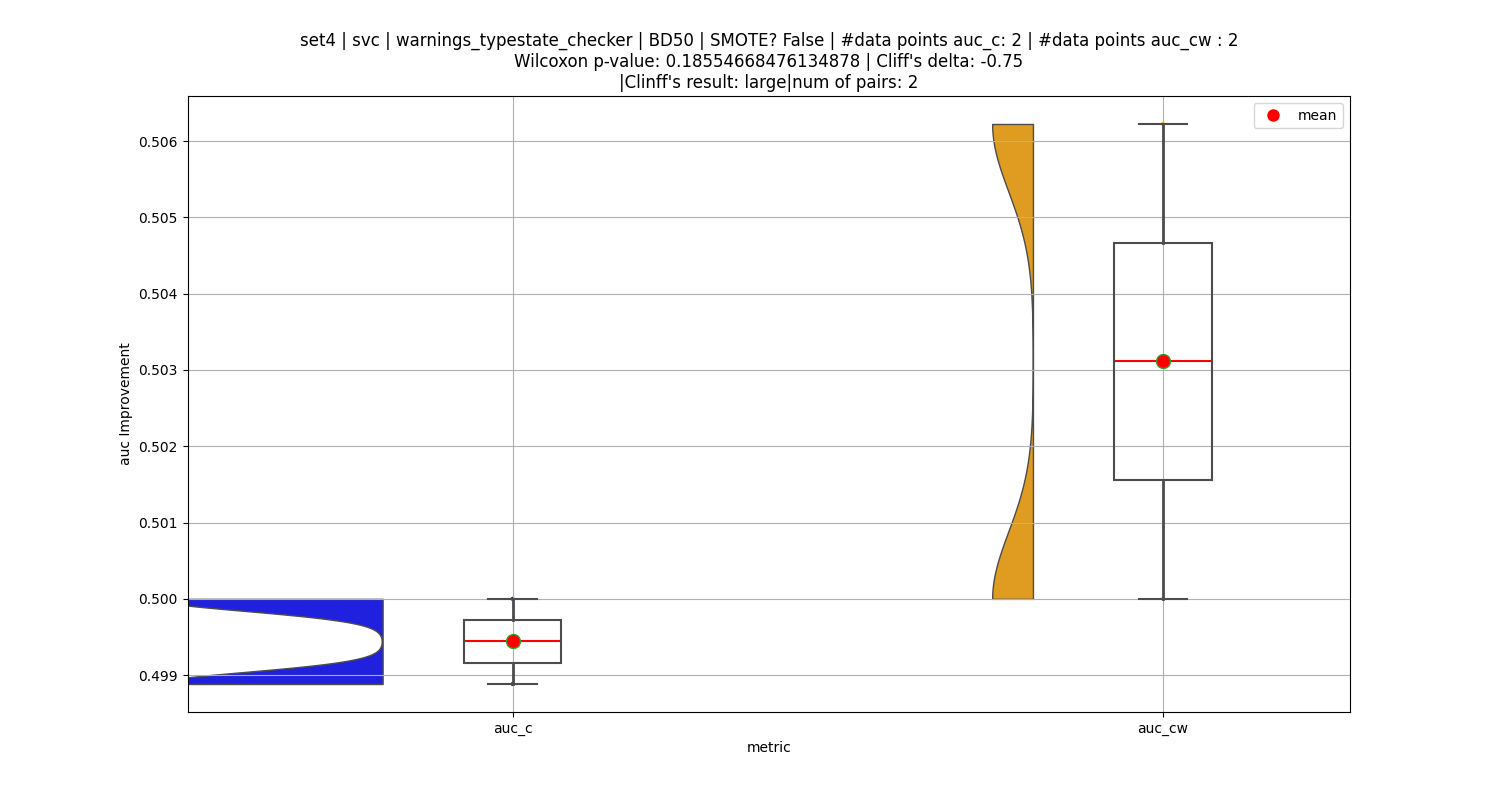 set4 | svc | warnings_typestate_checker | BD50 | SMOTE? False | #data points auc_c: 2 | #data points auc_cw : 2
Wilcoxon p-value: 0.18554668476134878 | Cliff's delta: -0.75
|Clinff's result: large|num of pairs: 2
mean
0.506
0.505
0.504
0.503
0.502
0.501
0.500
0.499
auc Improvement
auc_c
auc_cw
metric